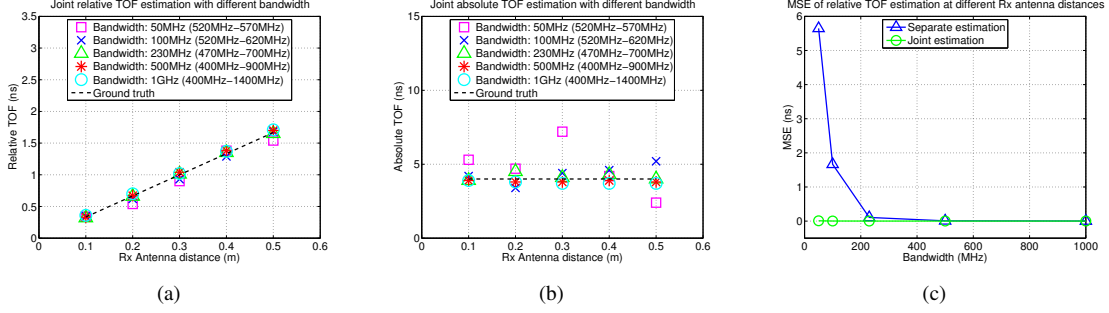 Joint relative TOF estimation with different bandwidth
3.5
3
2.5
2
1.5
1
0.5
0
Relative TOF (ns)
Bandwidth: 50MHz (520MHz−570MHz)
Bandwidth: 100MHz (520MHz−620MHz)
Bandwidth: 230MHz (470MHz−700MHz)
Bandwidth: 500MHz (400MHz−900MHz)
Bandwidth: 1GHz (400MHz−1400MHz)
Ground truth
0 0.1 0.2 0.3 0.4 0.5 0.6
Rx Antenna distance (m)
(a)
Joint absolute TOF estimation with different bandwidth
15
10
5
0
Absolute TOF (ns)
Bandwidth: 50MHz (520MHz−570MHz)
Bandwidth: 100MHz (520MHz−620MHz)
Bandwidth: 230MHz (470MHz−700MHz)
Bandwidth: 500MHz (400MHz−900MHz)
Bandwidth: 1GHz (400MHz−1400MHz)
Ground truth
0 0.1 0.2 0.3 0.4 0.5 0.6
Rx Antenna distance (m)
(b)
MSE of relative TOF estimation at different Rx antenna distances
6
5
4
3
2
1
0
MSE (ns)
Separate estimation
Joint estimation
0 200 400 600 800 1000
Bandwidth (MHz)
(c)